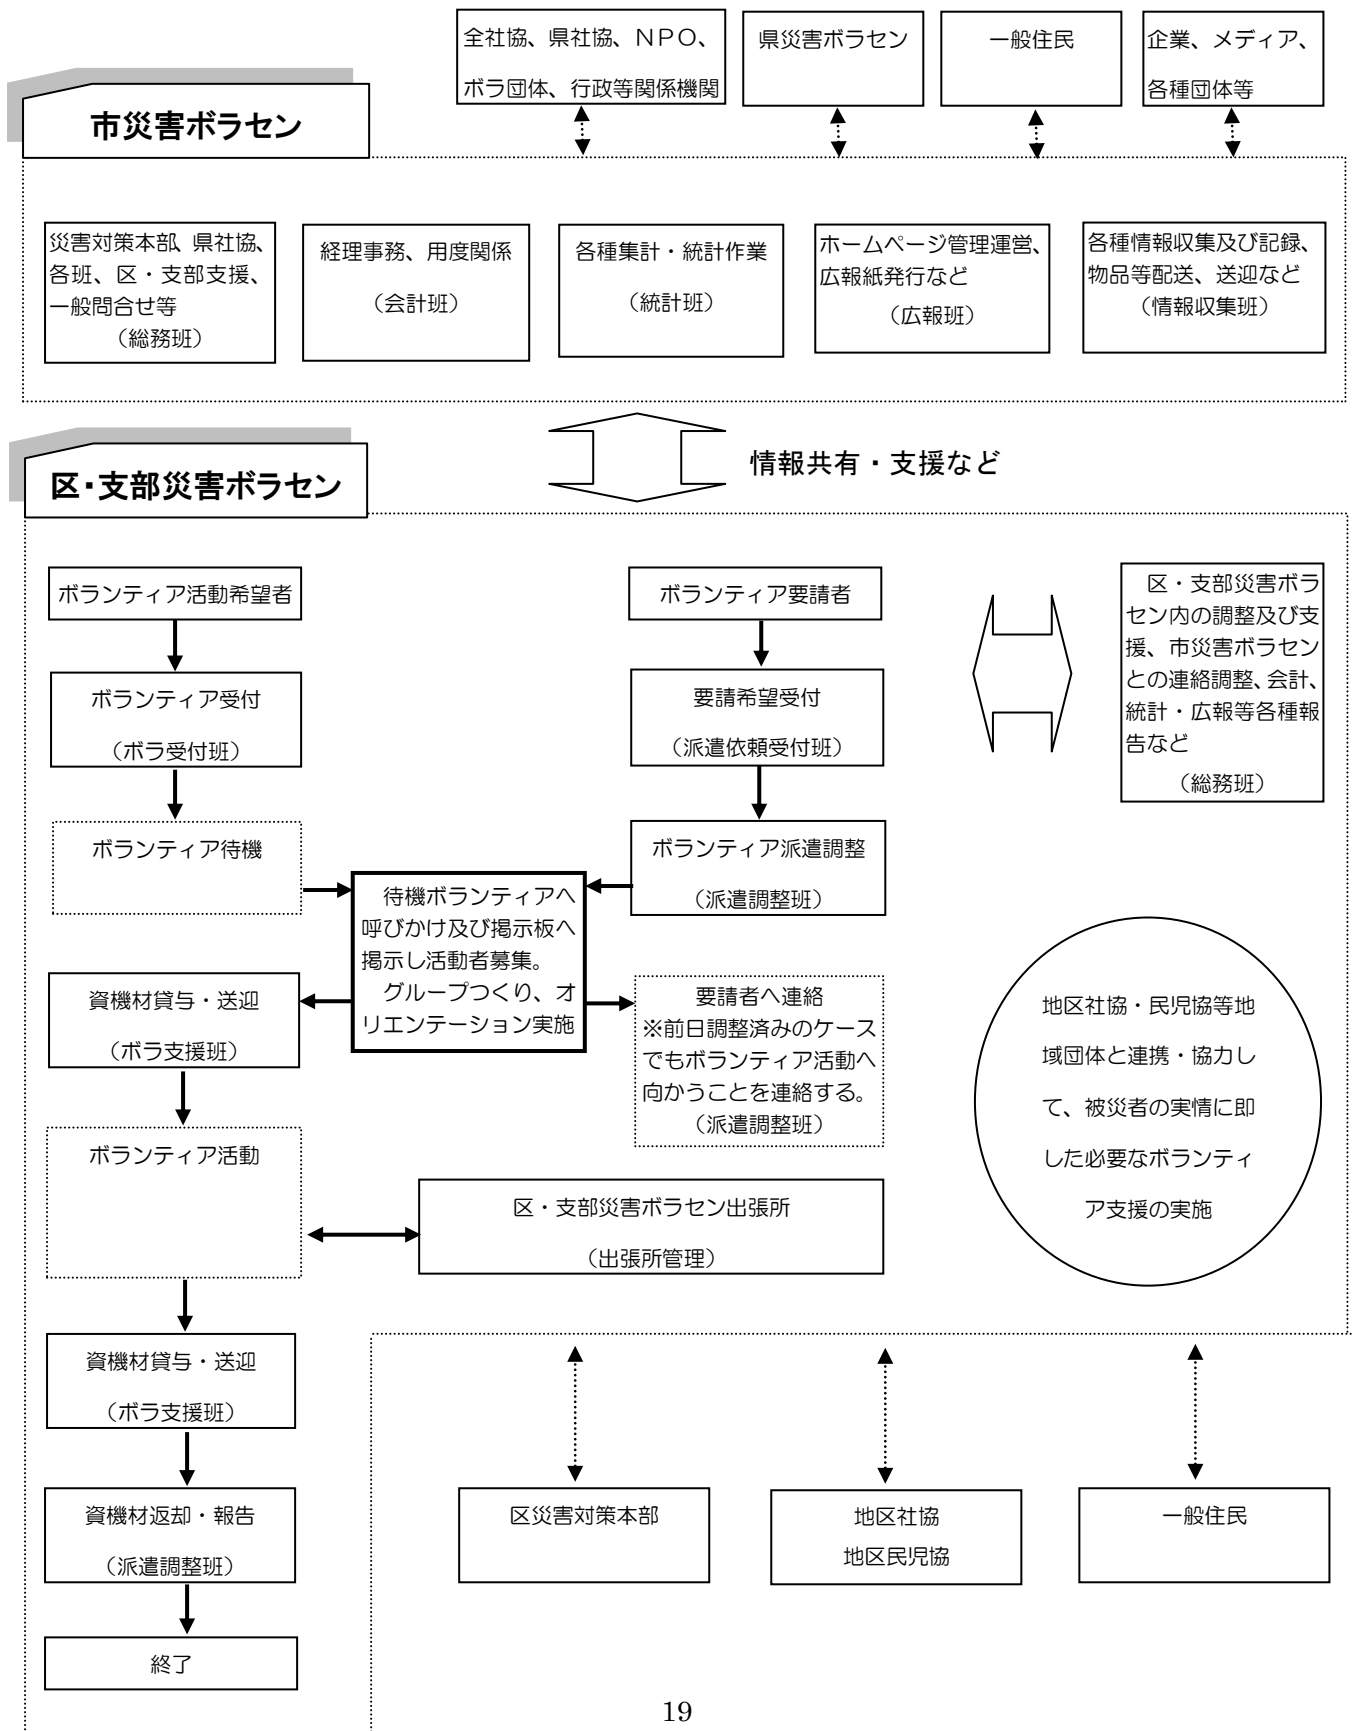 全社協、県社協、ＮＰＯ、
ボラ団体、行政等関係機関
県災害ボラセン
一般住民
企業、メディア、
各種団体等
市災害ボラセン
災害対策本部、県社協、
各班、区・支部支援、
一般問合せ等
（総務班）
経理事務、用度関係
（会計班）
各種集計・統計作業
（統計班）
ホームページ管理運営、
広報紙発行など
（広報班）
各種情報収集及び記録、
物品等配送、送迎など
（情報収集班）
情報共有・支援など
区・支部災害ボラセン
ボランティア活動希望者
ボランティア受付
（ボラ受付班）
ボランティア待機
ボランティア要請者
要請希望受付
（派遣依頼受付班）
ボランティア派遣調整
（派遣調整班）
区・支部災害ボラ
セン内の調整及び支
援、市災害ボラセン
との連絡調整、会計、
統計・広報等各種報
告など
（総務班）
待機ボランティアへ
呼びかけ及び掲示板へ
掲示し活動者募集。
グループつくり、オ
リエンテーション実施
資機材貸与・送迎
（ボラ支援班）
要請者へ連絡
※前日調整済みのケース
でもボランティア活動へ
向かうことを連絡する。
（派遣調整班）
地区社協・民児協等地
域団体と連携・協力し
て、被災者の実情に即
した必要なボランティ
ア支援の実施
ボランティア活動
区・支部災害ボラセン出張所
（出張所管理）
資機材貸与・送迎
（ボラ支援班）
資機材返却・報告
（派遣調整班）
終了
区災害対策本部
地区社協
地区民児協
一般住民
19